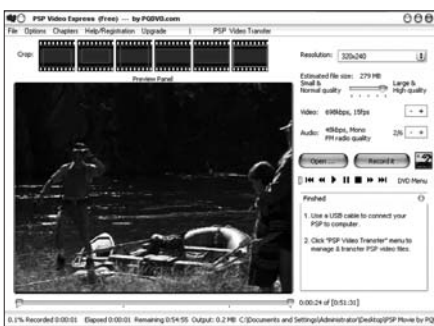 PSP Video Express (Free) --- by PQDVD.com
File Options Chapters Help/Registration Upgrade | PSP Video Transfer
Crop:
Preview Panel
Resolution: 320x240
Estimated file size: 279 MB
Small & Normal quality
Large & High quality
Video: 698kbps, 15fps - +
Audio: 48kbps, Mono
FM radio quality 2/6 - +
Open ... Record it
DVD Menu
Finished
1. Use a USB cable to connect your
PSP to computer.
2. Click "PSP Video Transfer" menu to
manage & transfer PSP video files.
0:00:24 of [0:51:31]
0.1% Recorded 0:00:01 Elapsed 0:00:01 Remaining 0:54:55 Output: 0.2 MB C:\Documents and Settings\Administrator\Desktop\PSP Movie by PQ